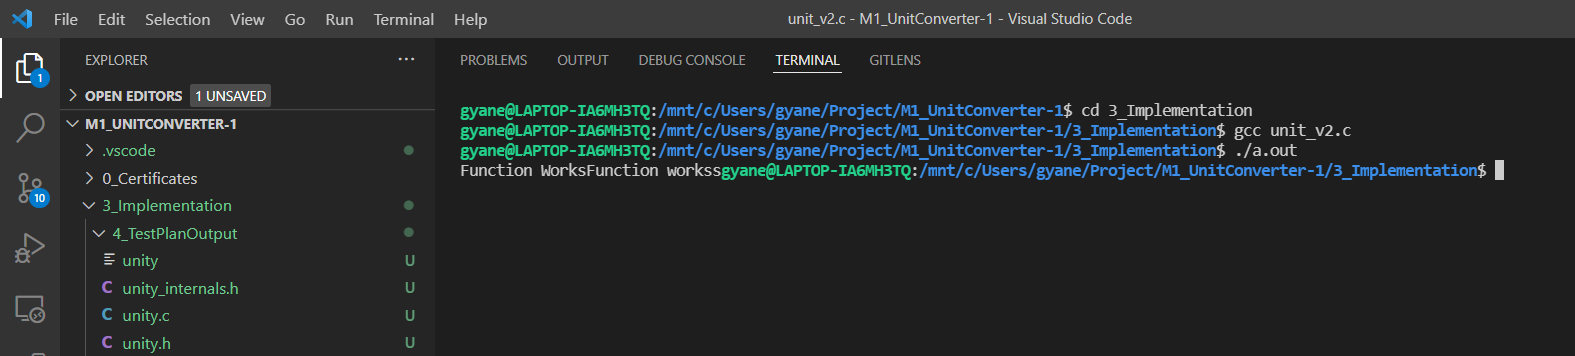 File Edit Selection View Go Run Terminal Help unit_v2.c - M1_UnitConverter-1 - Visual Studio Code
EXPLORER ...
1
OPEN EDITORS 1 UNSAVED
M1_UNITCONVERTER-1
.vscode
0_Certificates
10
3_Implementation
4_TestPlanOutput
unity U
C unity_internals.h U
C unity.c U
C unity.h U
PROBLEMS OUTPUT DEBUG CONSOLE TERMINAL GITLENS
gyane@LAPTOP-IA6MH3TQ:/mnt/c/Users/gyane/Project/M1_UnitConverter-1$ cd 3_Implementation
gyane@LAPTOP-IA6MH3TQ:/mnt/c/Users/gyane/Project/M1_UnitConverter-1/3_Implementation$ gcc unit_v2.c
gyane@LAPTOP-IA6MH3TQ:/mnt/c/Users/gyane/Project/M1_UnitConverter-1/3_Implementation$ ./a.out
Function WorksFunction workssgyane@LAPTOP-IA6MH3TQ:/mnt/c/Users/gyane/Project/M1_UnitConverter-1/3_Implementation$